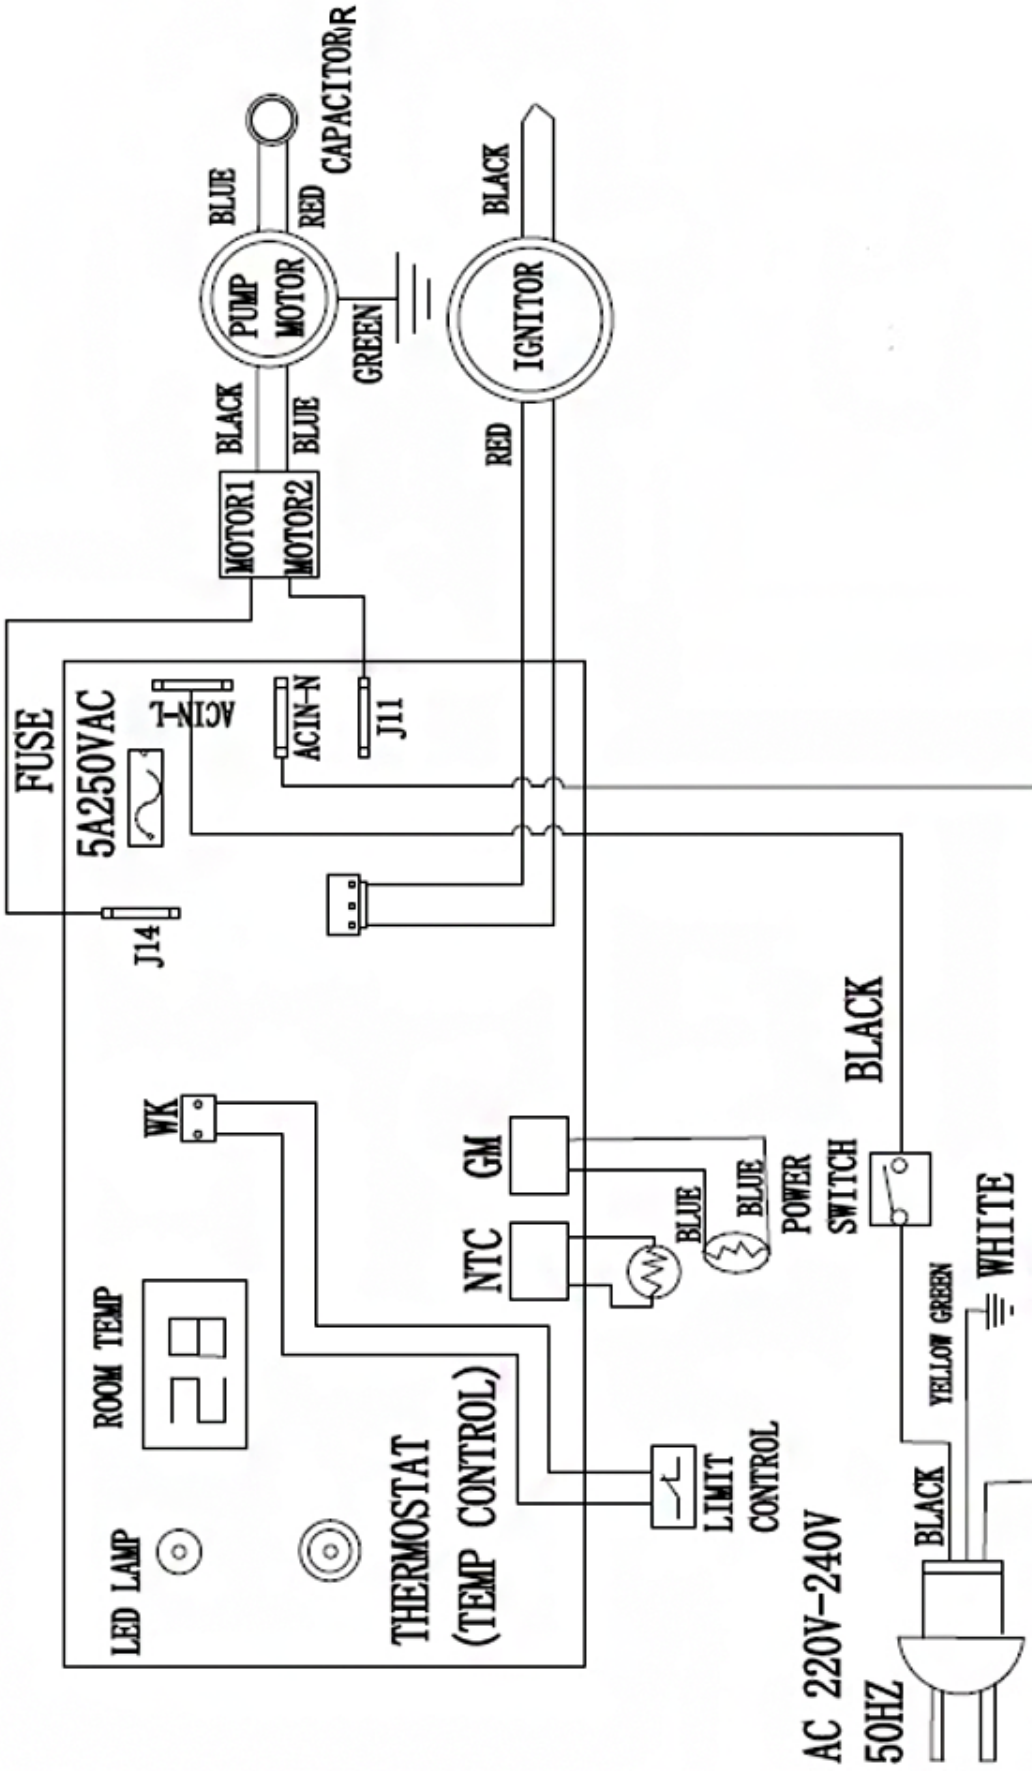 FUSE
5A250VAC
J14
ACIN-L
ACIN-N
J11
MOTOR1
MOTOR2
BLACK
BLUE
PUMP
MOTOR
BLUE
RED
CAPACITOR
R
GREEN
IGNITOR
RED
BLACK
WK
ROOM TEMP
LED LAMP
THERMOSTAT
(TEMP CONTROL)
NTC
GM
BLUE
BLUE
LIMIT
CONTROL
POWER
SWITCH
BLACK
AC 220V-240V
50HZ
BLACK
YELLOW GREEN
WHITE